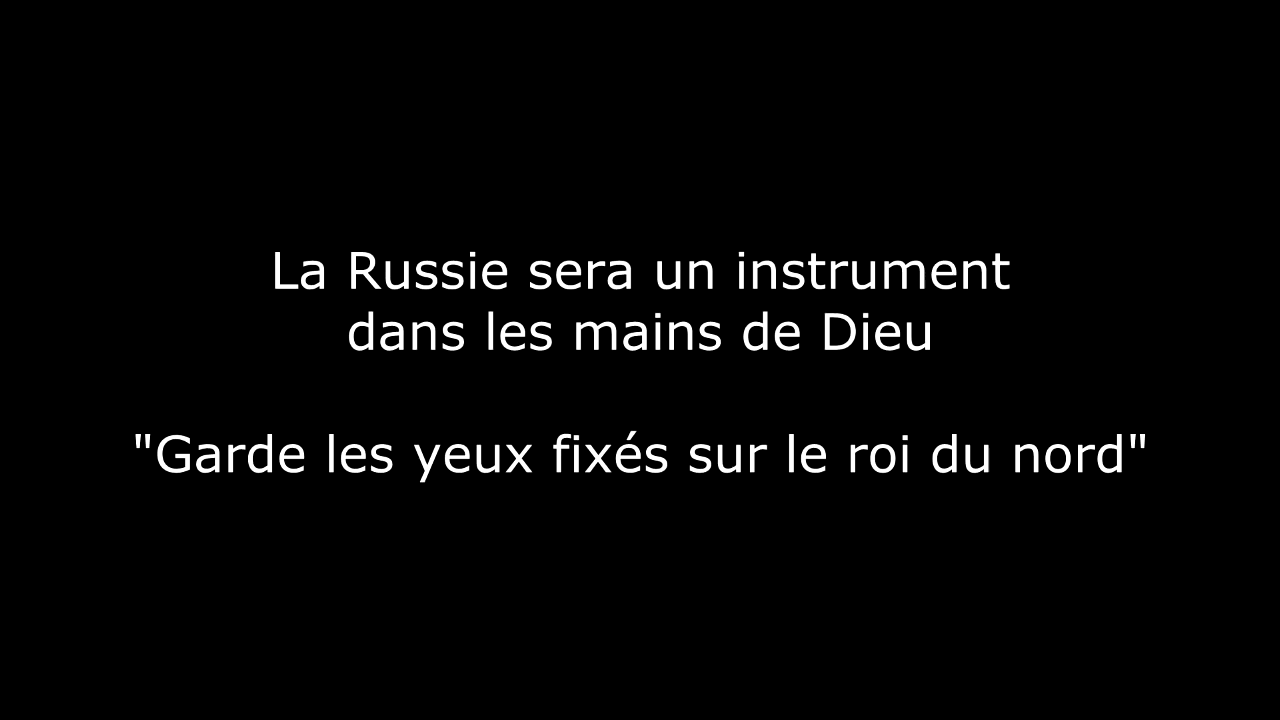 La Russie sera un instrument
dans les mains de Dieu
"Garde les yeux fixés sur le roi du nord"